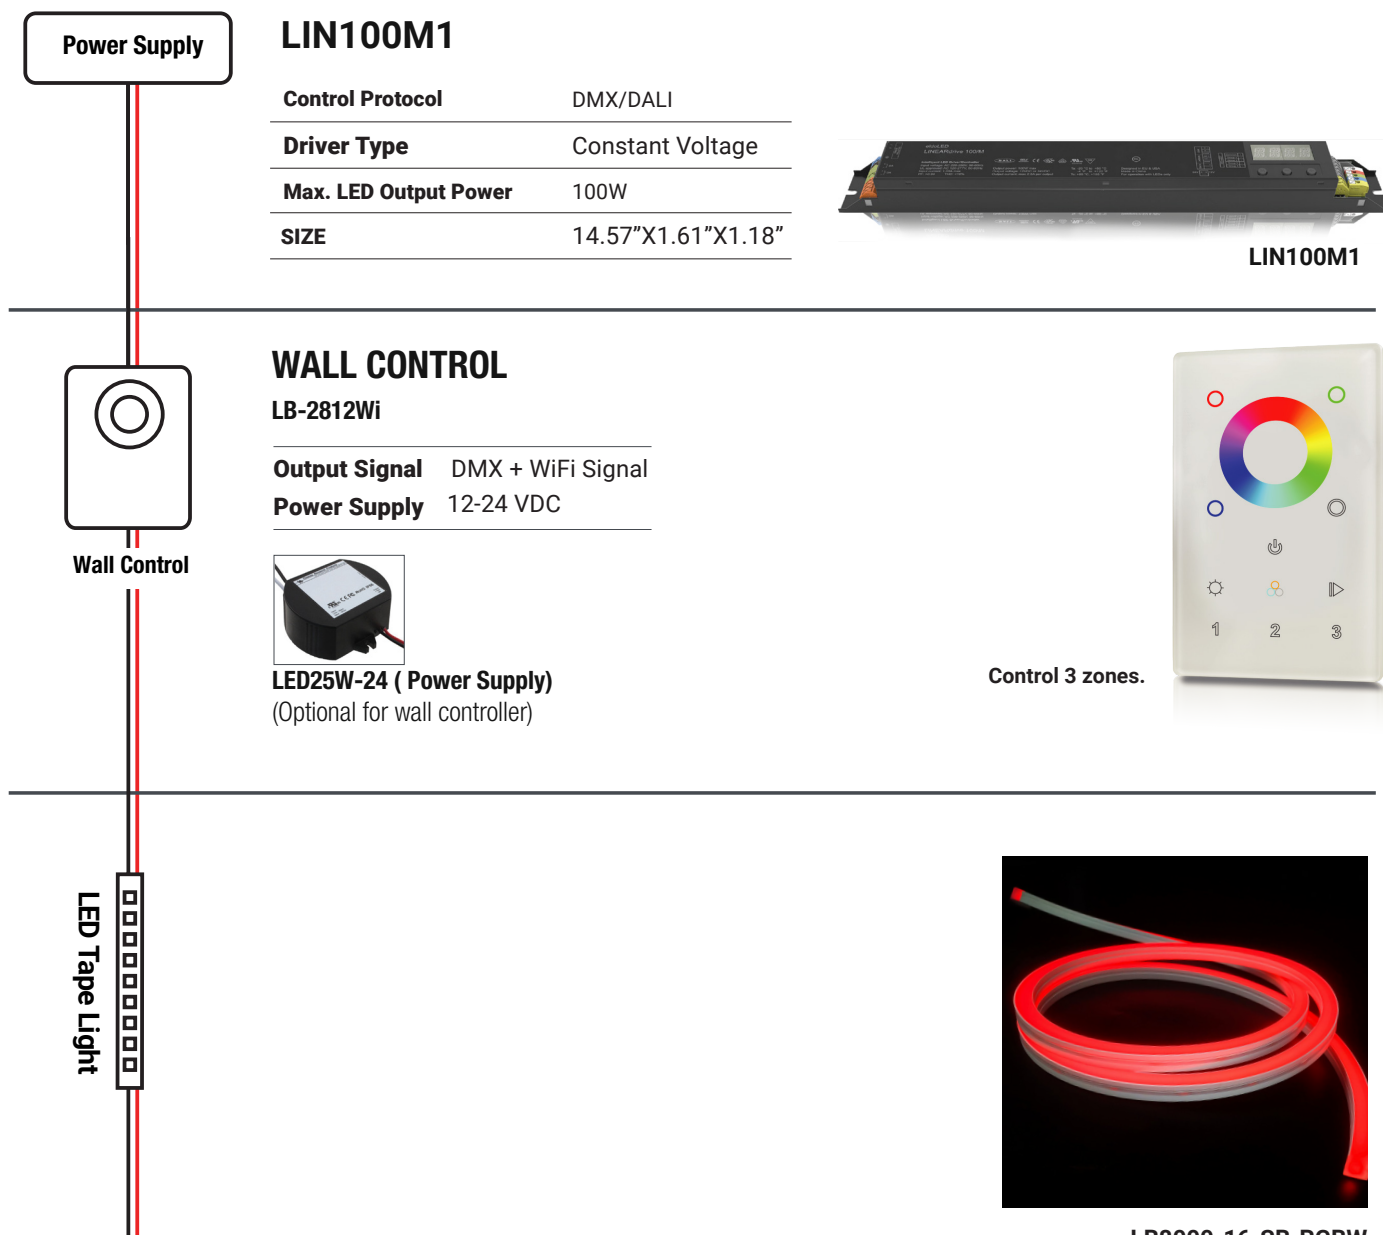 Power Supply
LIN100M1
Control Protocol DMX/DALI
Driver Type Constant Voltage
Max. LED Output Power 100W
SIZE 14.57”X1.61”X1.18”
LINEARdrive 100/M
LIN100M1
WALL CONTROL
LB-2812Wi
Output Signal DMX + WiFi Signal
Power Supply 12-24 VDC
Wall Control
LED25W-24 ( Power Supply)
(Optional for wall controller)
1 2 3
Control 3 zones.
LED Tape Light